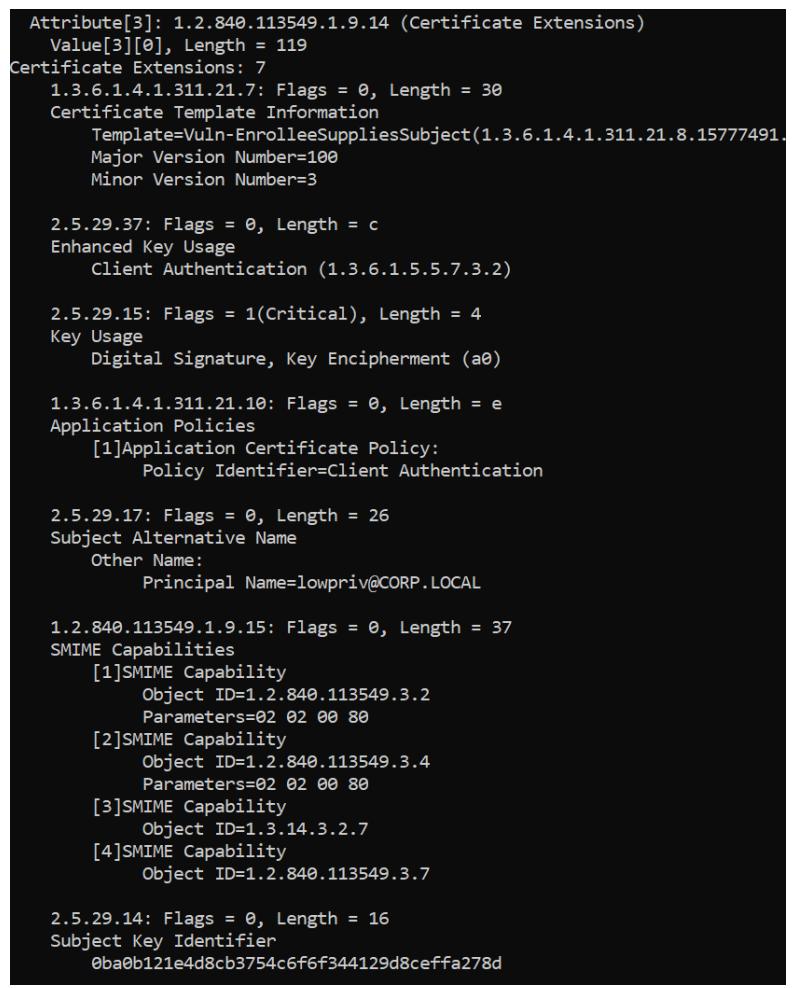 Attribute[3]: 1.2.840.113549.1.9.14 (Certificate Extensions)
Value[3][0], Length = 119
Certificate Extensions: 7
1.3.6.1.4.1.311.21.7: Flags = 0, Length = 30
Certificate Template Information
Template=Vuln-EnrolleeSuppliesSubject(1.3.6.1.4.1.311.21.8.15777491.
Major Version Number=100
Minor Version Number=3
2.5.29.37: Flags = 0, Length = c
Enhanced Key Usage
Client Authentication (1.3.6.1.5.5.7.3.2)
2.5.29.15: Flags = 1(Critical), Length = 4
Key Usage
Digital Signature, Key Encipherment (a0)
1.3.6.1.4.1.311.21.10: Flags = 0, Length = e
Application Policies
[1]Application Certificate Policy:
Policy Identifier=Client Authentication
2.5.29.17: Flags = 0, Length = 26
Subject Alternative Name
Other Name:
Principal Name=lowpriv@CORP.LOCAL
1.2.840.113549.1.9.15: Flags = 0, Length = 37
SMIME Capabilities
[1]SMIME Capability
Object ID=1.2.840.113549.3.2
Parameters=02 02 00 80
[2]SMIME Capability
Object ID=1.2.840.113549.3.4
Parameters=02 02 00 80
[3]SMIME Capability
Object ID=1.3.14.3.2.7
[4]SMIME Capability
Object ID=1.2.840.113549.3.7
2.5.29.14: Flags = 0, Length = 16
Subject Key Identifier
0ba0b121e4d8cb3754c6f6f344129d8ceffa278d